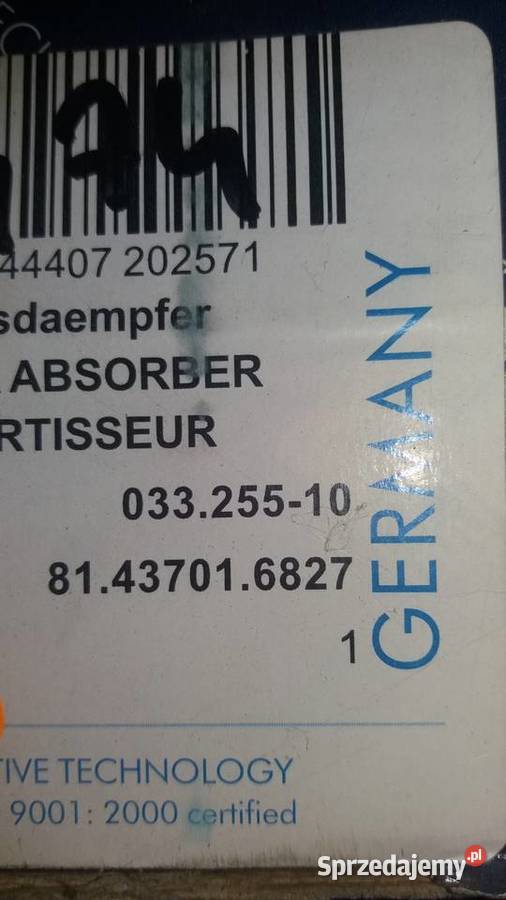 74
44407 202571
sdaempfer
ABSORBER
RTISSEUR
033.255-10
81.43701.6827
1
GERMANY
TIVE TECHNOLOGY
9001: 2000 certified
Sprzedajemy.pl